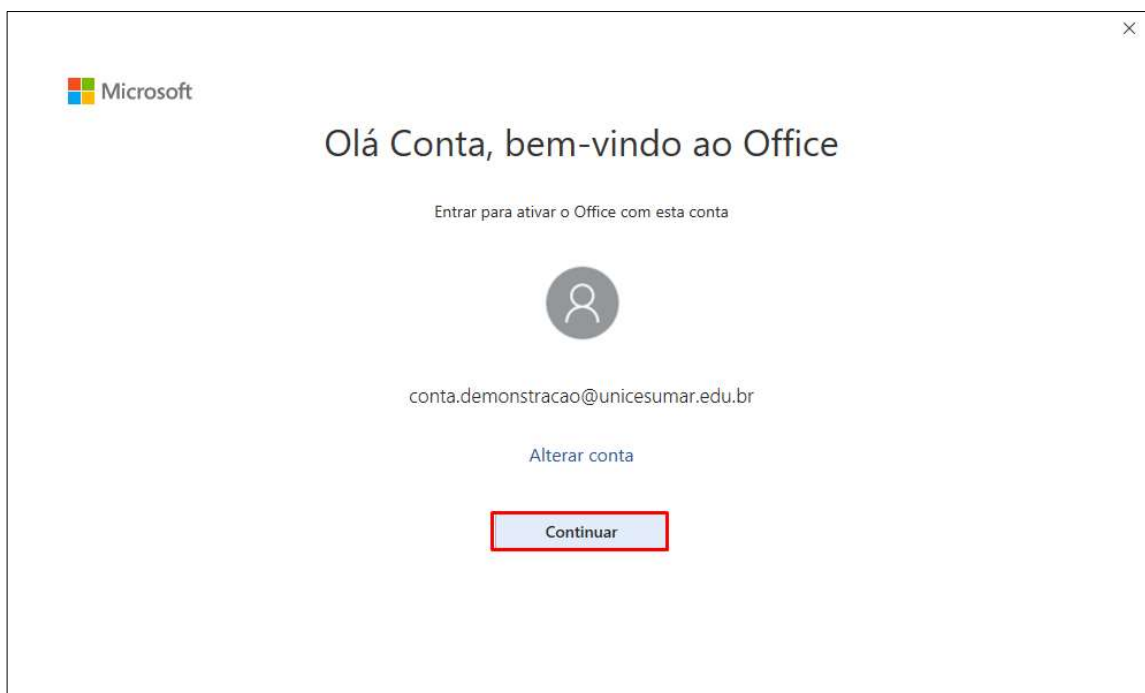 Microsoft
Olá Conta, bem-vindo ao Office
Entrar para ativar o Office com esta conta
conta.demonstracao@unicesumar.edu.br
Alterar conta
Continuar